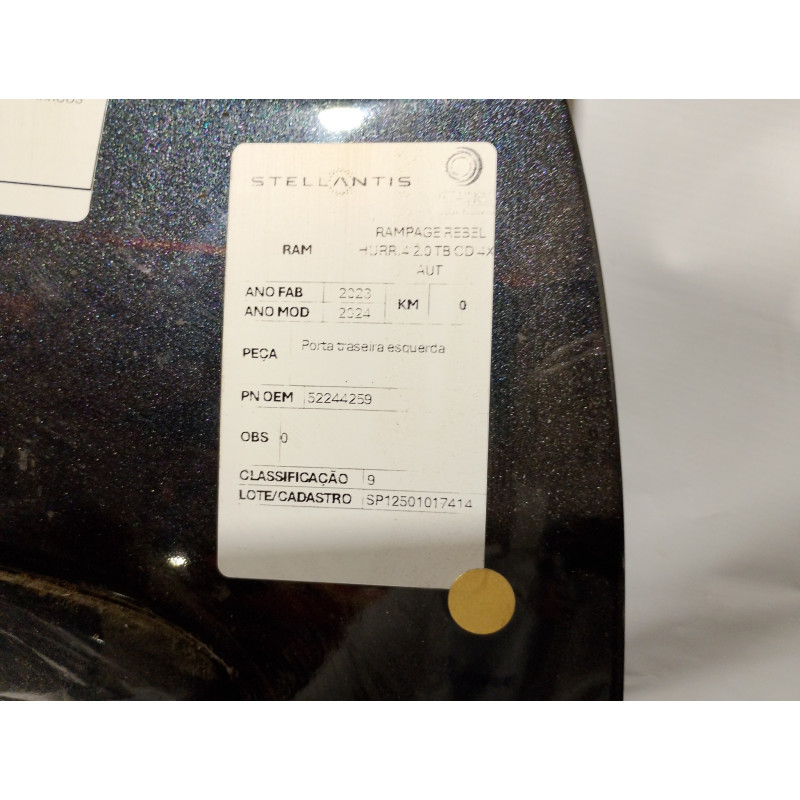 STELLANTIS
RAM
RAMPAGE REBEL
HURR.4 2.0 TB CD 4X
AUT
ANO FAB 2023
ANO MOD 2024
KM 0
PEÇA Porta traseira esquerda
PN OEM 52244259
OBS 0
CLASSIFICAÇÃO 9
LOTE/CADASTRO SP12501017414